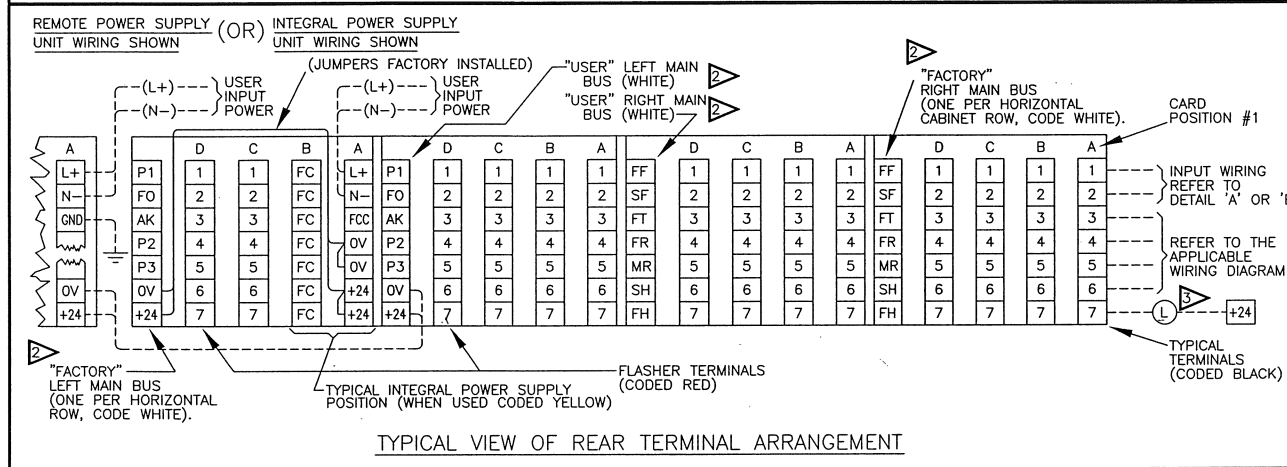 REMOTE POWER SUPPLY (OR) INTEGRAL POWER SUPPLY
UNIT WIRING SHOWN UNIT WIRING SHOWN
(JUMPERS FACTORY INSTALLED)
(L+) USER
INPUT
(N-) POWER
(L+) USER
INPUT
(N-) POWER
"USER" LEFT MAIN
BUS (WHITE) 2
"USER" RIGHT MAIN
BUS (WHITE) 2
2
"FACTORY"
RIGHT MAIN BUS
(ONE PER HORIZONTAL
CABINET ROW, CODE WHITE).
CARD
POSITION #1
A D C B A D C B A D C B A D C B A
L+ P1 1 1 FC L+ P1 1 1 1 1 FF 1 1 1 1 FF 1 1 1 1
N- FO 2 2 FC N- FO 2 2 2 2 SF 2 2 2 2 SF 2 2 2 2
GND AK 3 3 FC FCC AK 3 3 3 3 FT 3 3 3 3 FT 3 3 3 3
P2 4 4 FC 0V P2 4 4 4 4 FR 4 4 4 4 FR 4 4 4 4
P3 5 5 FC 0V P3 5 5 5 5 MR 5 5 5 5 MR 5 5 5 5
0V 0V 6 6 FC +24 0V 6 6 6 6 SH 6 6 6 6 SH 6 6 6 6
+24 +24 7 7 FC +24 +24 7 7 7 7 FH 7 7 7 7 FH 7 7 7 7
INPUT WIRING
REFER TO
DETAIL 'A' OR
REFER TO THE
APPLICABLE
WIRING DIAGRAM
L 3 +24
TYPICAL
TERMINALS
(CODED BLACK)
2
"FACTORY"
LEFT MAIN BUS
(ONE PER HORIZONTAL
ROW, CODE WHITE).
TYPICAL INTEGRAL POWER SUPPLY
POSITION (WHEN USED CODED YELLOW)
FLASHER TERMINALS
(CODED RED)
TYPICAL VIEW OF REAR TERMINAL ARRANGEMENT